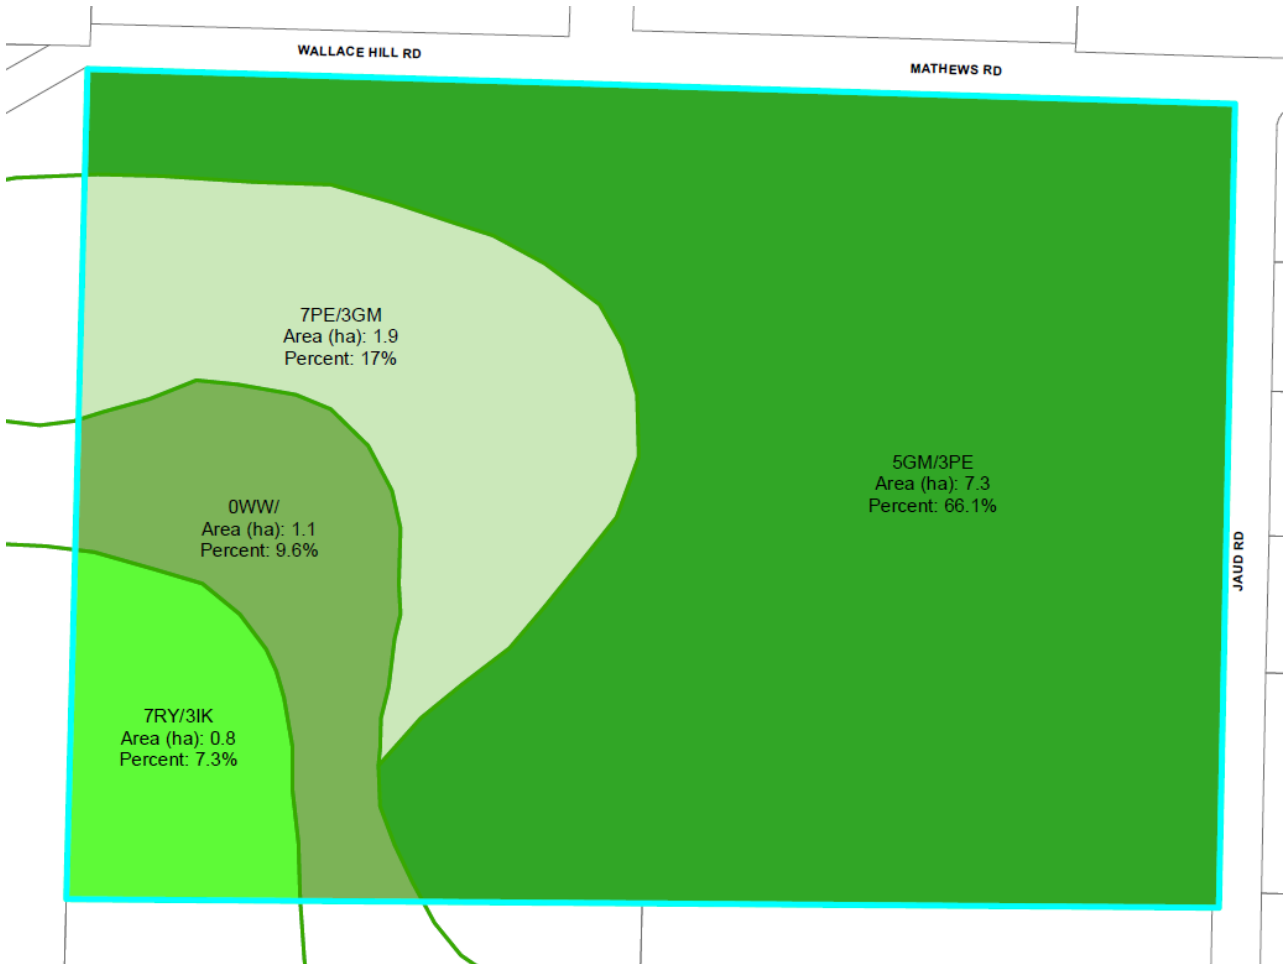 WALLACE HILL RD
MATHEWS RD
7PE/3GM
Area (ha): 1.9
Percent: 17%
5GM/3PE
Area (ha): 7.3
Percent: 66.1%
0WW/
Area (ha): 1.1
Percent: 9.6%
JAUD RD
7RY/3IK
Area (ha): 0.8
Percent: 7.3%